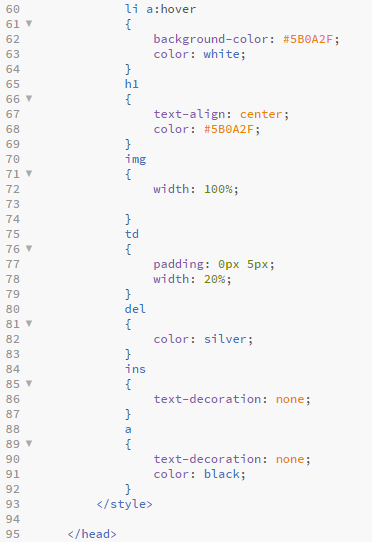 60 li a:hover
61 {
62 background-color: #5B0A2F;
63 color: white;
64 }
65 h1
66 {
67 text-align: center;
68 color: #5B0A2F;
69 }
70 img
71 {
72 width: 100%;
73
74 }
75 td
76 {
77 padding: 0px 5px;
78 width: 20%;
79 }
80 del
81 {
82 color: silver;
83 }
84 ins
85 {
86 text-decoration: none;
87 }
88 a
89 {
90 text-decoration: none;
91 color: black;
92 }
93 </style>
94
95 </head>